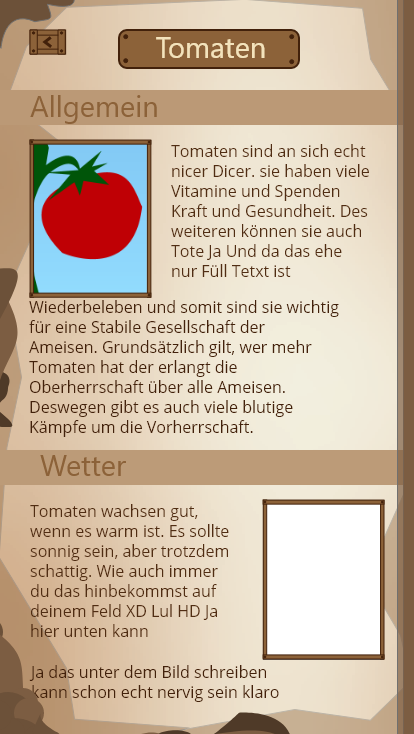 Tomaten
Allgemein
Tomaten sind an sich echt
nicer Dicer. sie haben viele
Vitamine und Spenden
Kraft und Gesundheit. Des
weiteren können sie auch
Tote Ja Und da das ehe
nur Füll Tetxt ist
Wiederbeleben und somit sind sie wichtig
für eine Stabile Gesellschaft der
Ameisen. Grundsätzlich gilt, wer mehr
Tomaten hat der erlangt die
Oberherrschaft über alle Ameisen.
Deswegen gibt es auch viele blutige
Kämpfe um die Vorherrschaft.
Wetter
Tomaten wachsen gut,
wenn es warm ist. Es sollte
sonnig sein, aber trotzdem
schattig. Wie auch immer
du das hinbekommst auf
deinem Feld XD Lul HD Ja
hier unten kann
Ja das unter dem Bild schreiben
kann schon echt nervig sein klaro